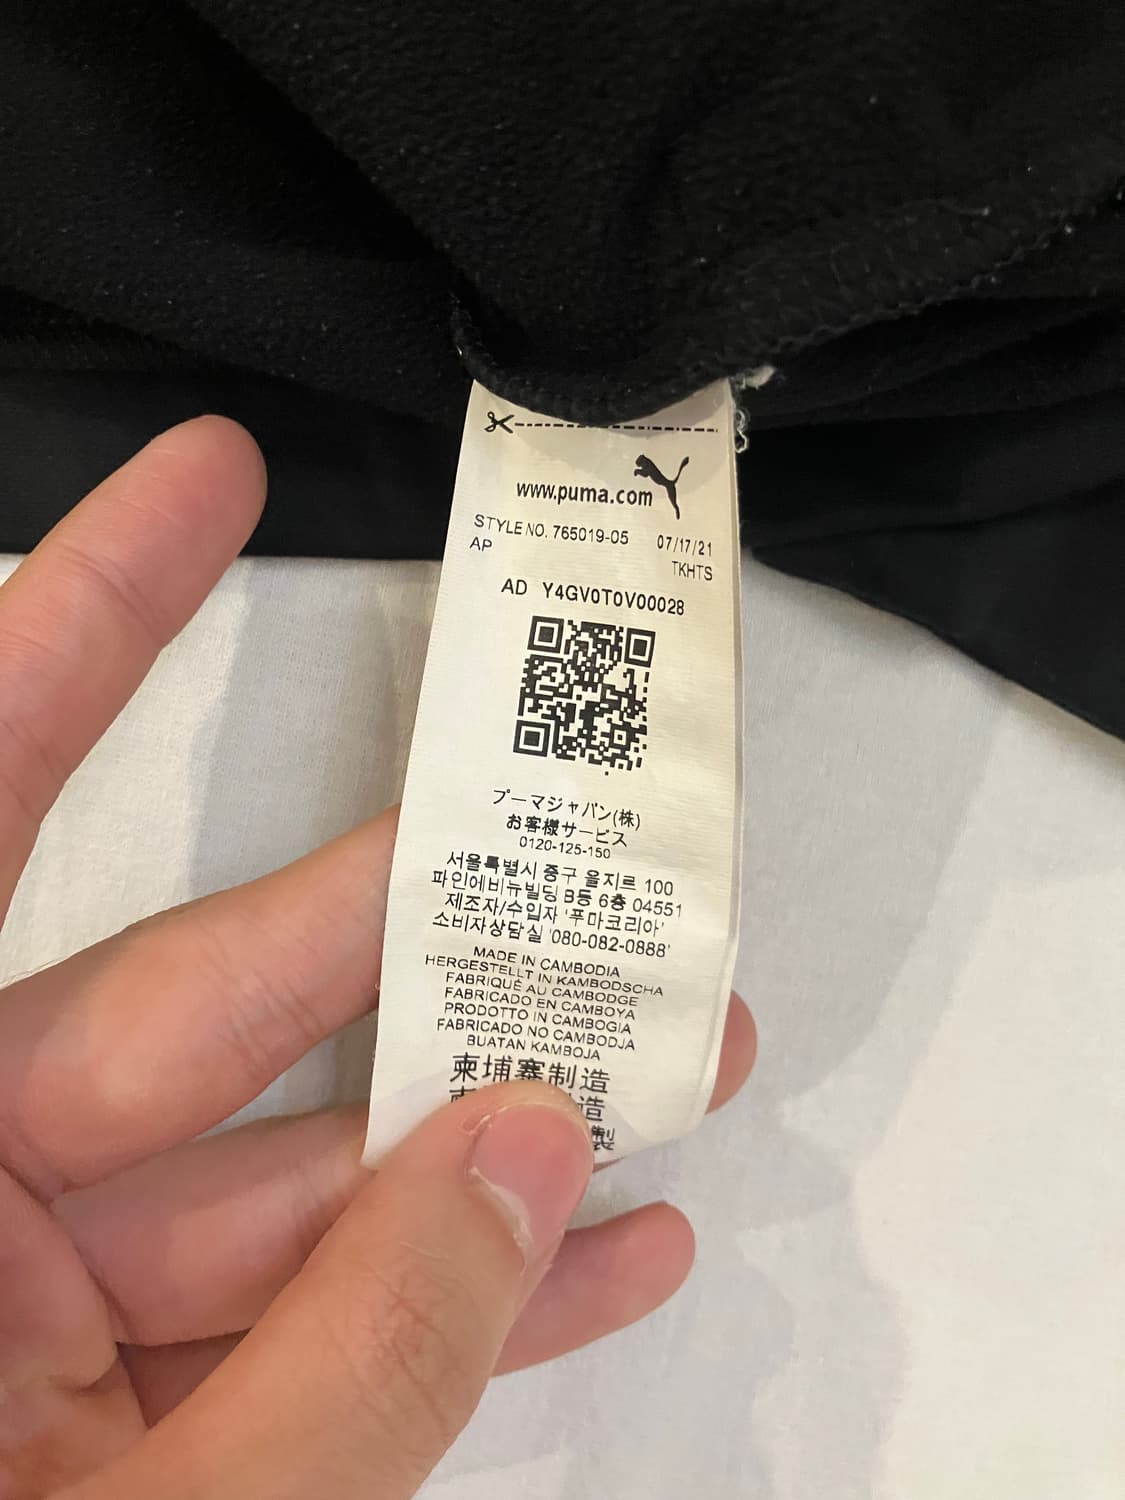 www.puma.com
STYLE NO. 765019-05 07/17/21
AP TKHTS
AD Y4GV0T0V00028
プーマジャパン(株)
お客様サービス
0120-125-150
서울특별시 중구 을지르 100
파인에비뉴빌딩 B동 6층 04551
제조자/수입자 '푸마코리아'
소비자상담실 '080-082-0888'
MADE IN CAMBODIA
HERGESTELLT IN KAMBODSCHA
FABRIQUÉ AU CAMBODGE
FABRICADO EN CAMBOYA
PRODOTTO IN CAMBOGIA
FABRICADO NO CAMBODJA
BUATAN KAMBOJA
柬埔寨制造
造
製